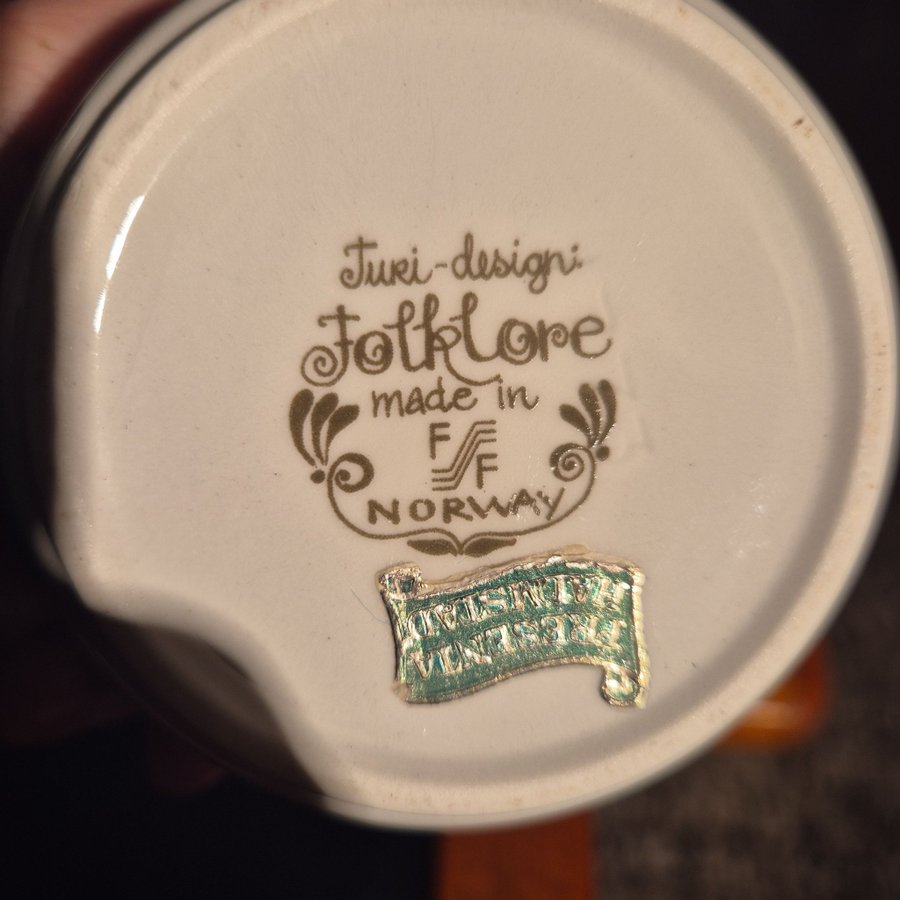 Turi-design:
Folklore
made in
F
F
NORWAY
PRESENTA
HALMSTAD